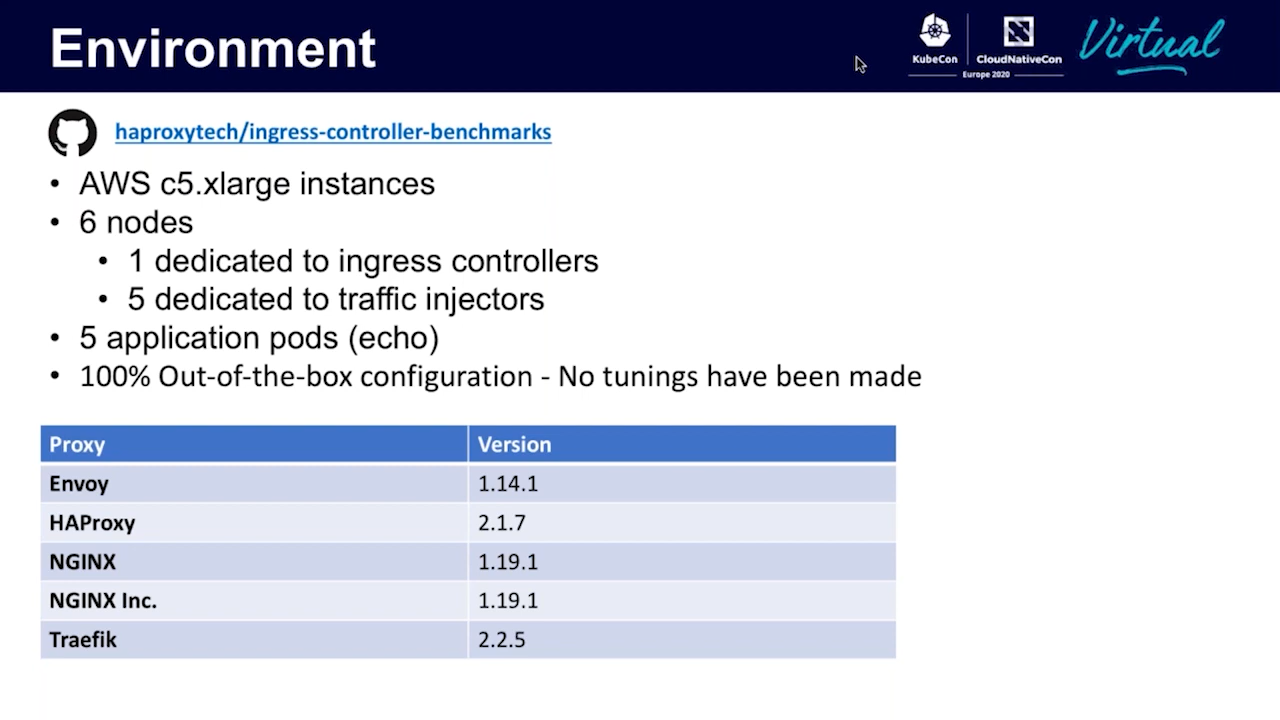 Environment
KubeCon
CloudNativeCon
Europe 2020
Virtual
haproxytech/ingress-controller-benchmarks
• AWS c5.xlarge instances
• 6 nodes
• 1 dedicated to ingress controllers
• 5 dedicated to traffic injectors
• 5 application pods (echo)
• 100% Out-of-the-box configuration - No tunings have been made
Proxy Version
Envoy 1.14.1
HAProxy 2.1.7
NGINX 1.19.1
NGINX Inc. 1.19.1
Traefik 2.2.5